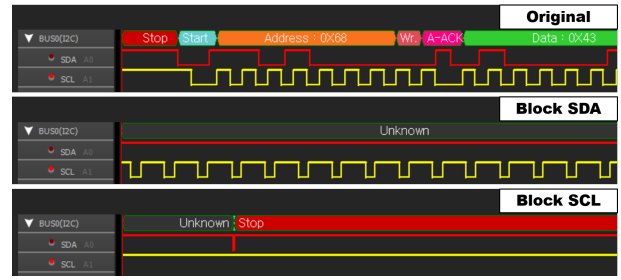 Original
BUS0(I2C) Stop Start Address : 0X68 Wr. A-ACK Data : 0X43
SDA A0
SCL A1
Block SDA
BUS0(I2C) Unknown
SDA A0
SCL A1
Block SCL
BUS0(I2C) Unknown Stop
SDA A0
SCL A1